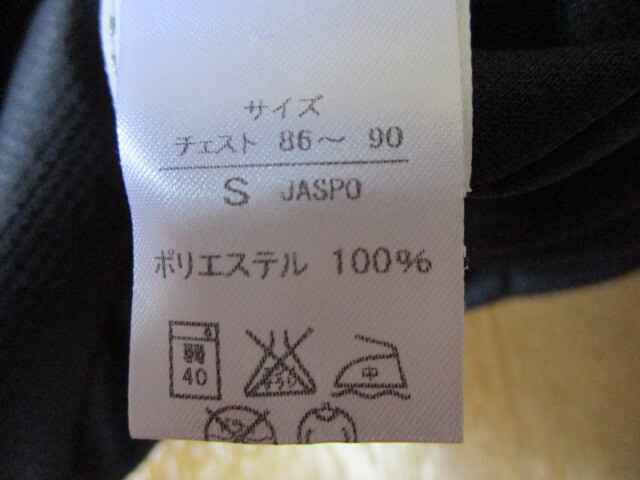 サイズ
チェスト 86～ 90
S JASPO
ポリエステル 100%
40
中